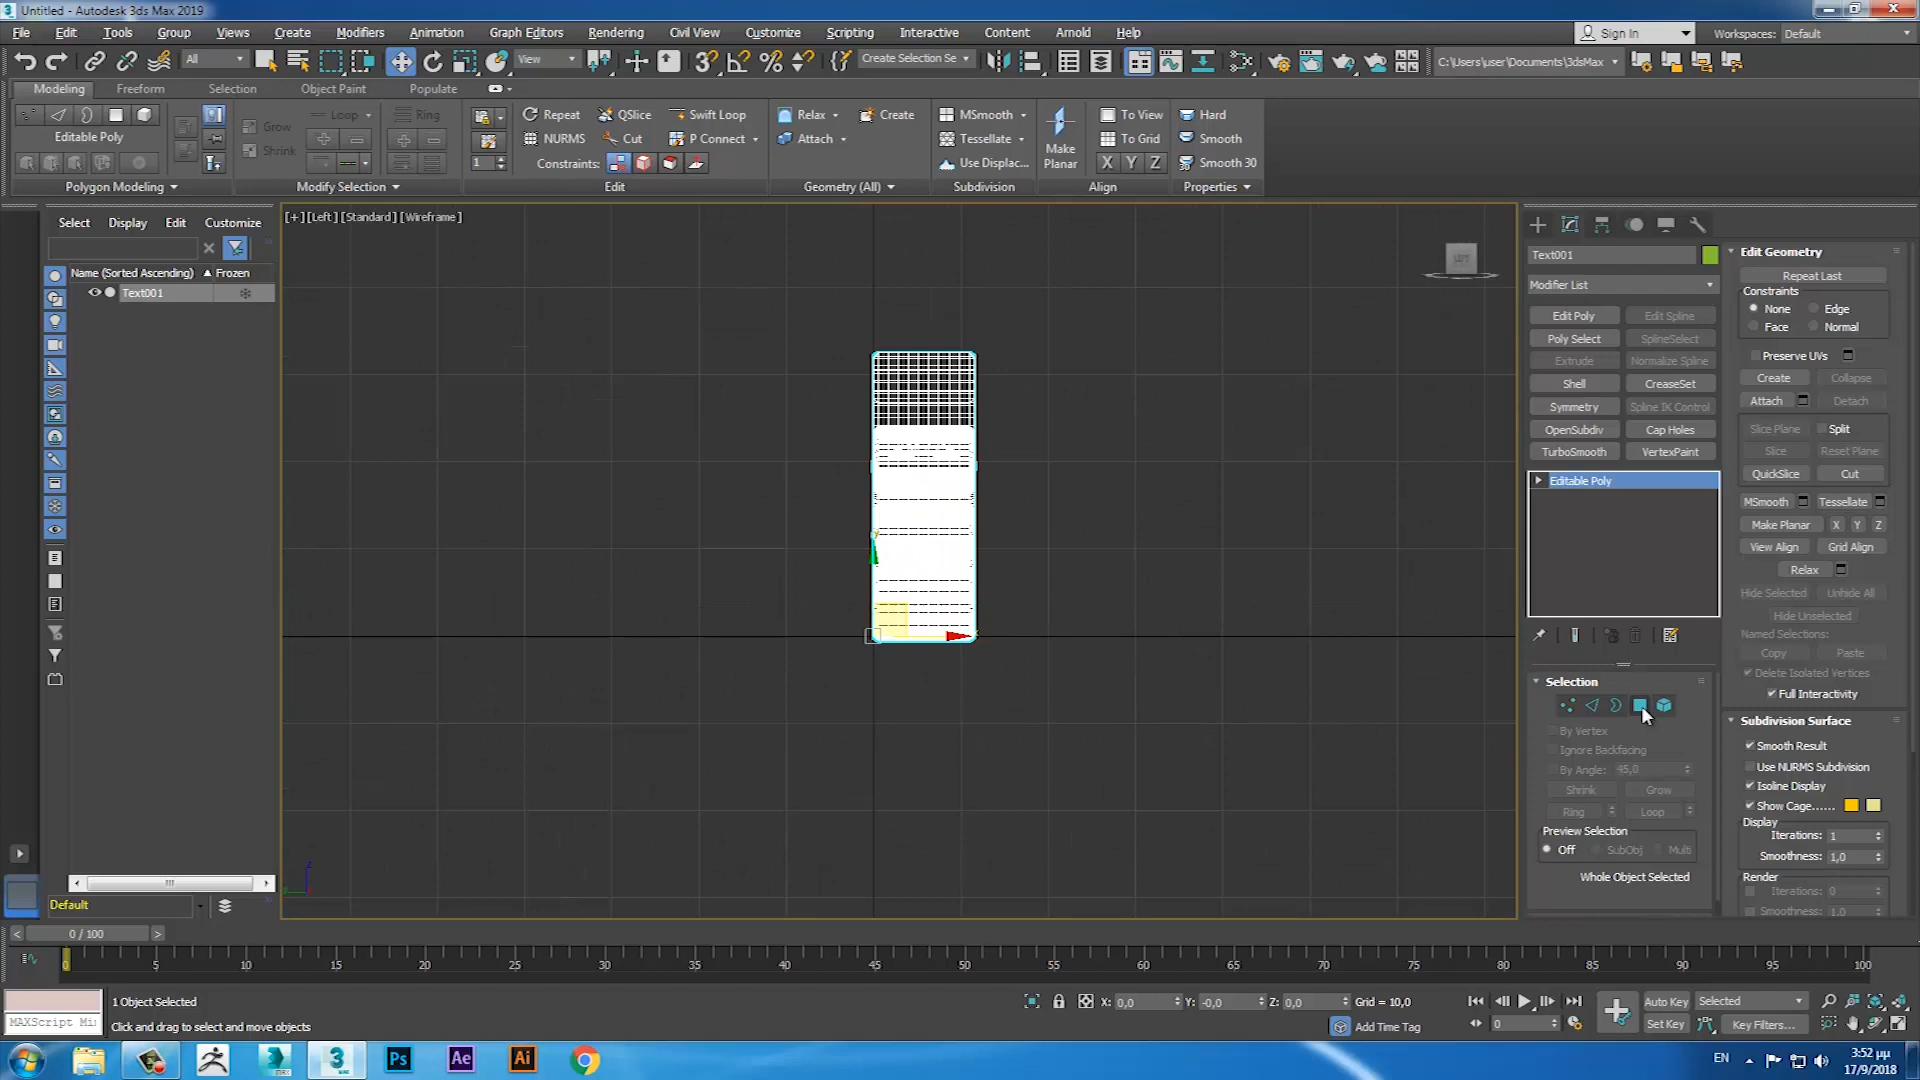 Untitled - Autodesk 3ds Max 2019
File Edit Tools Group Views Create Modifiers Animation Graph Editors Rendering Civil View Customize Scripting Interactive Content Arnold Help
Sign In Workspaces: Default
All View Create Selection Se C:\Users\user\Documents\3dsMax
Modeling Freeform Selection Object Paint Populate
Editable Poly
Polygon Modeling
Grow
Shrink
Loop Ring
Modify Selection
Repeat QSlice Swift Loop
NURMS Cut P Connect
1 Constraints:
Edit
Relax Create
Attach
Geometry (All)
MSmooth
Tessellate
Use Displac...
Subdivision
Make Planar
To View
To Grid
X Y Z
Align
Hard
Smooth
Smooth 30
Properties
Select Display Edit Customize
Name (Sorted Ascending) Frozen
Text001
[+] [Left] [Standard] [Wireframe]
Text001
Modifier List
Edit Poly Edit Spline
Poly Select SplineSelect
Extrude Normalize Spline
Shell CreaseSet
Symmetry Spline IK Control
OpenSubdiv Cap Holes
TurboSmooth VertexPaint
Editable Poly
Selection
By Vertex
Ignore Backfacing
By Angle: 45,0
Shrink Grow
Ring Loop
Preview Selection
Off SubObj Multi
Whole Object Selected
Edit Geometry
Repeat Last
Constraints
None Edge
Face Normal
Preserve UVs
Create Collapse
Attach Detach
Slice Plane Split
Slice Reset Plane
QuickSlice Cut
MSmooth Tessellate
Make Planar X Y Z
View Align Grid Align
Relax
Hide Selected Unhide All
Hide Unselected
Named Selections:
Copy Paste
Delete Isolated Vertices
Full Interactivity
Subdivision Surface
Smooth Result
Use NURMS Subdivision
Isoline Display
Show Cage......
Display
Iterations: 1
Smoothness: 1,0
Render
Iterations: 0
Smoothness: 1,0
Default
0 / 100
0 5 10 15 20 25 30 35 40 45 50 55 60 65 70 75 80 85 90 95 100
1 Object Selected X: 0,0 Y: -0,0 Z: 0,0 Grid = 10,0 Auto Key Selected
MAXScript Mi Click and drag to select and move objects Add Time Tag 0 Set Key Key Filters...
Ps Ae Ai
EN 3:52 μμ
17/9/2018